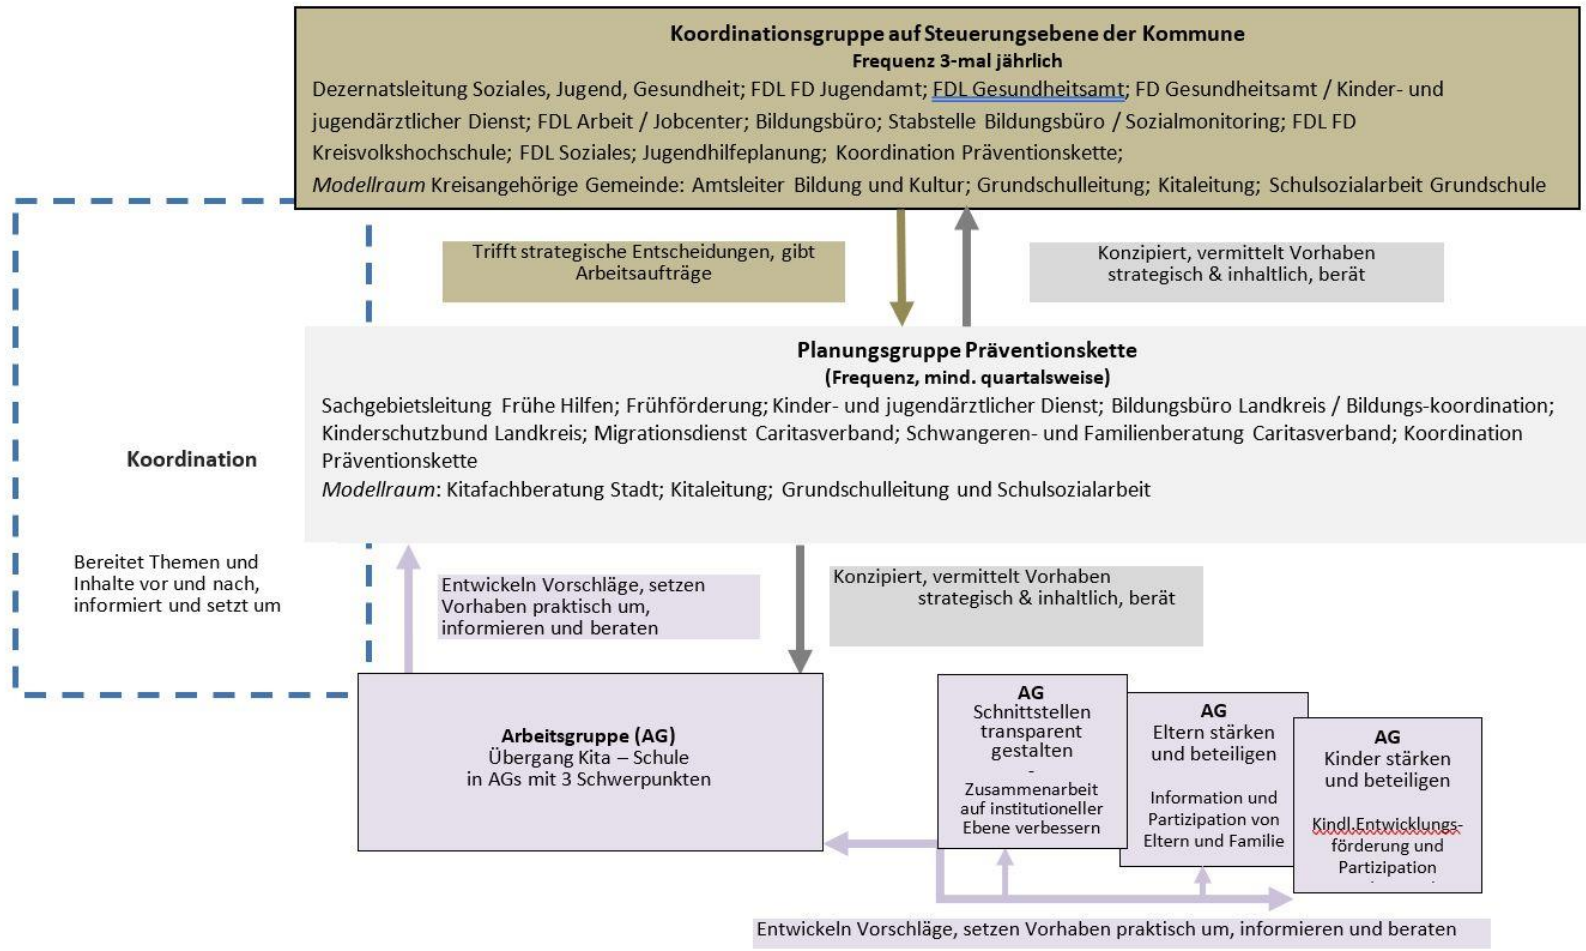 Koordinationsgruppe auf Steuerungsebene der Kommune
Frequenz 3-mal jährlich
Dezernatsleitung Soziales, Jugend, Gesundheit; FDL FD Jugendamt; FDL Gesundheitsamt; FD Gesundheitsamt / Kinder- und
jugendärztlicher Dienst; FDL Arbeit / Jobcenter; Bildungsbüro; Stabstelle Bildungsbüro / Sozialmonitoring; FDL FD
Kreisvolkshochschule; FDL Soziales; Jugendhilfeplanung; Koordination Präventionskette;
Modellraum Kreisangehörige Gemeinde: Amtsleiter Bildung und Kultur; Grundschulleitung; Kitaleitung; Schulsozialarbeit Grundschule
Trifft strategische Entscheidungen, gibt
Arbeitsaufträge
Konzipiert, vermittelt Vorhaben
strategisch & inhaltlich, berät
Planungsgruppe Präventionskette
(Frequenz, mind. quartalsweise)
Sachgebietsleitung Frühe Hilfen; Frühförderung; Kinder- und jugendärztlicher Dienst; Bildungsbüro Landkreis / Bildungs-koordination;
Kinderschutzbund Landkreis; Migrationsdienst Caritasverband; Schwangeren- und Familienberatung Caritasverband; Koordination
Präventionskette
Modellraum: Kitafachberatung Stadt; Kitaleitung; Grundschulleitung und Schulsozialarbeit
Koordination
Bereitet Themen und
Inhalte vor und nach,
informiert und setzt um
Entwickeln Vorschläge, setzen
Vorhaben praktisch um,
informieren und beraten
Konzipiert, vermittelt Vorhaben
strategisch & inhaltlich, berät
Arbeitsgruppe (AG)
Übergang Kita – Schule
in AGs mit 3 Schwerpunkten
AG
Schnittstellen
transparent
gestalten
-
Zusammenarbeit
auf institutioneller
Ebene verbessern
AG
Eltern stärken
und beteiligen
Information und
Partizipation von
Eltern und Familie
AG
Kinder stärken
und beteiligen
Kindl.Entwicklungs-
förderung und
Partizipation
Entwickeln Vorschläge, setzen Vorhaben praktisch um, informieren und beraten